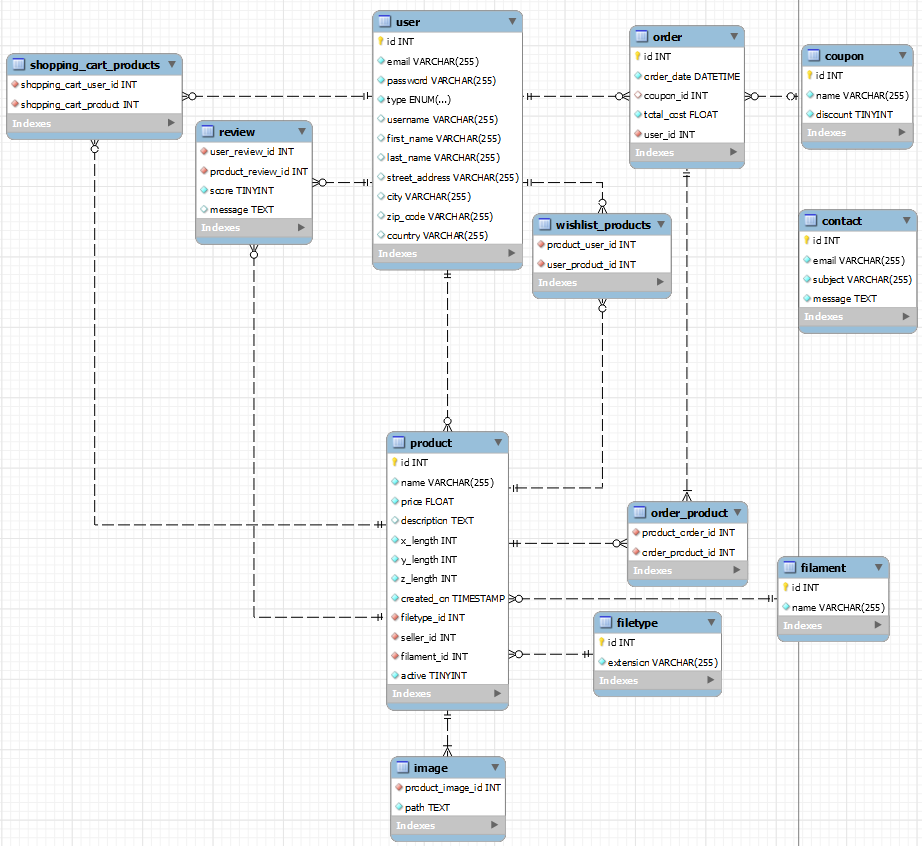 user
id INT
email VARCHAR(255)
password VARCHAR(255)
type ENUM(...)
username VARCHAR(255)
first_name VARCHAR(255)
last_name VARCHAR(255)
street_address VARCHAR(255)
city VARCHAR(255)
zip_code VARCHAR(255)
country VARCHAR(255)
Indexes
shopping_cart_products
shopping_cart_user_id INT
shopping_cart_product INT
Indexes
review
user_review_id INT
product_review_id INT
score TINYINT
message TEXT
Indexes
order
id INT
order_date DATETIME
coupon_id INT
total_cost FLOAT
user_id INT
Indexes
coupon
id INT
name VARCHAR(255)
discount TINYINT
Indexes
wishlist_products
product_user_id INT
user_product_id INT
Indexes
contact
id INT
email VARCHAR(255)
subject VARCHAR(255)
message TEXT
Indexes
product
id INT
name VARCHAR(255)
price FLOAT
description TEXT
x_length INT
y_length INT
z_length INT
created_on TIMESTAMP
filetype_id INT
seller_id INT
filament_id INT
active TINYINT
Indexes
order_product
product_order_id INT
order_product_id INT
Indexes
filament
id INT
name VARCHAR(255)
Indexes
filetype
id INT
extension VARCHAR(255)
Indexes
image
product_image_id INT
path TEXT
Indexes